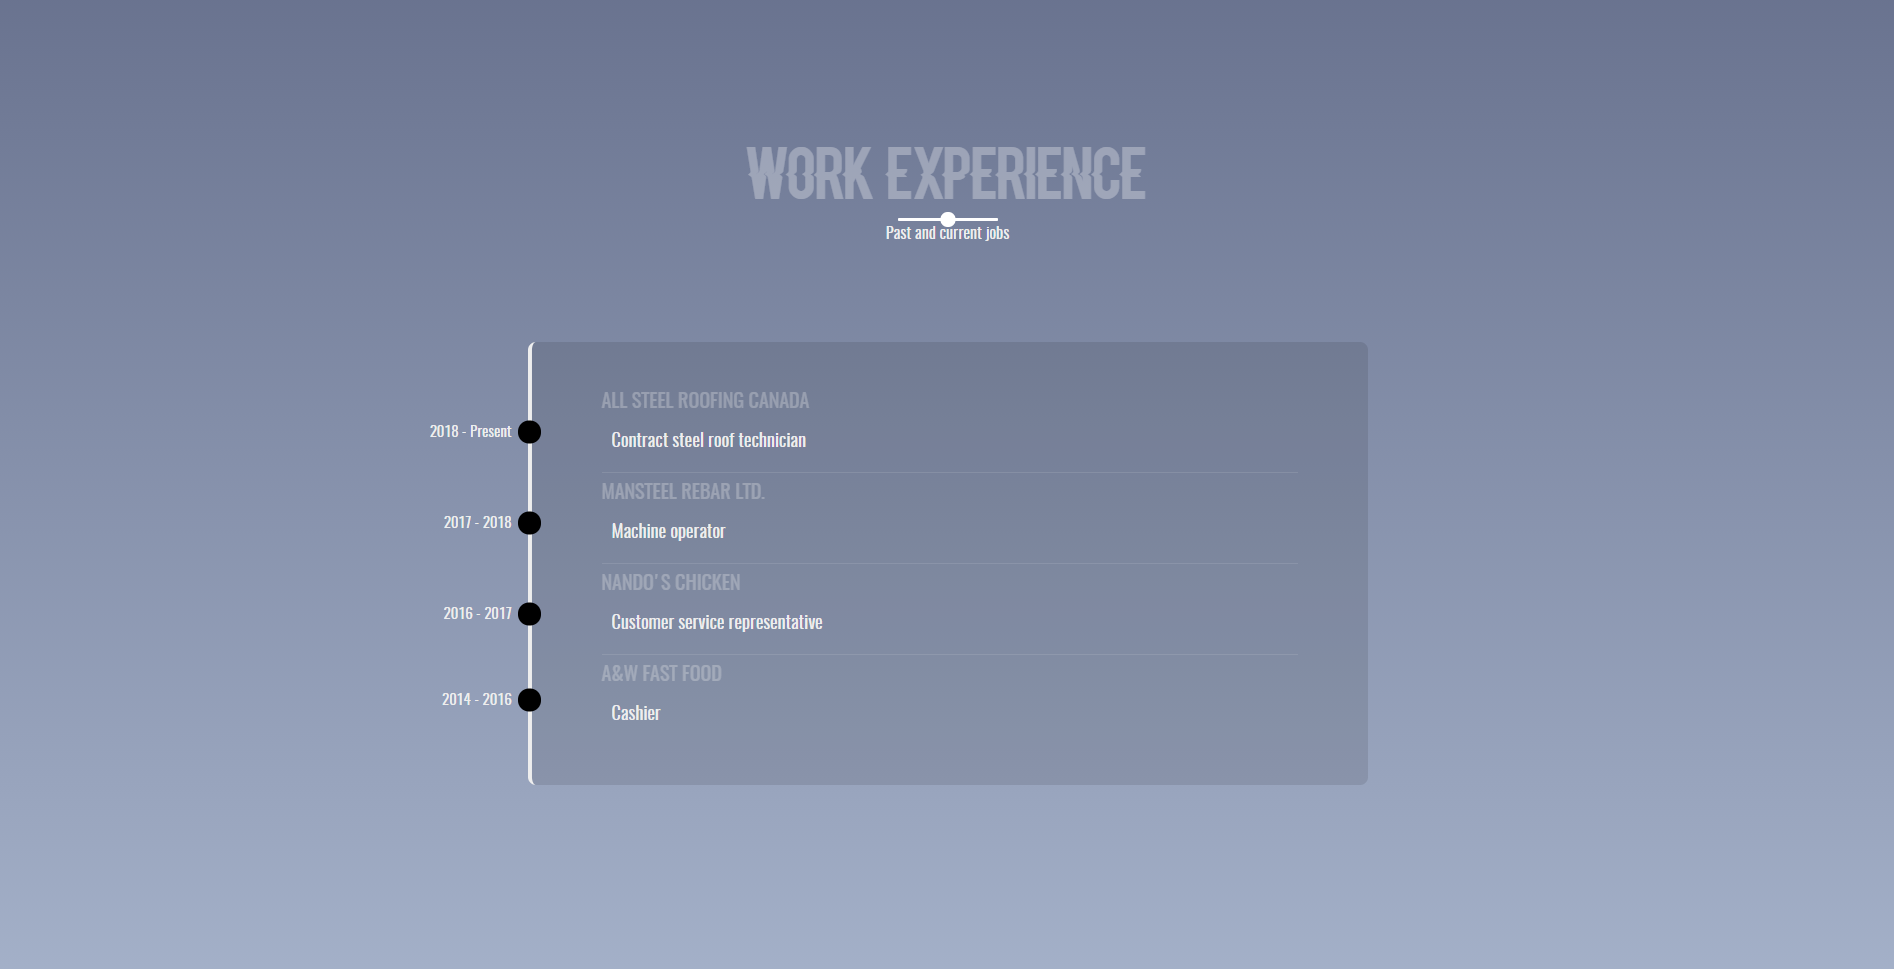 WORK EXPERIENCE
Past and current jobs
2018 - Present
ALL STEEL ROOFING CANADA
Contract steel roof technician
2017 - 2018
MANSTEEL REBAR LTD.
Machine operator
2016 - 2017
NANDO'S CHICKEN
Customer service representative
2014 - 2016
A&W FAST FOOD
Cashier